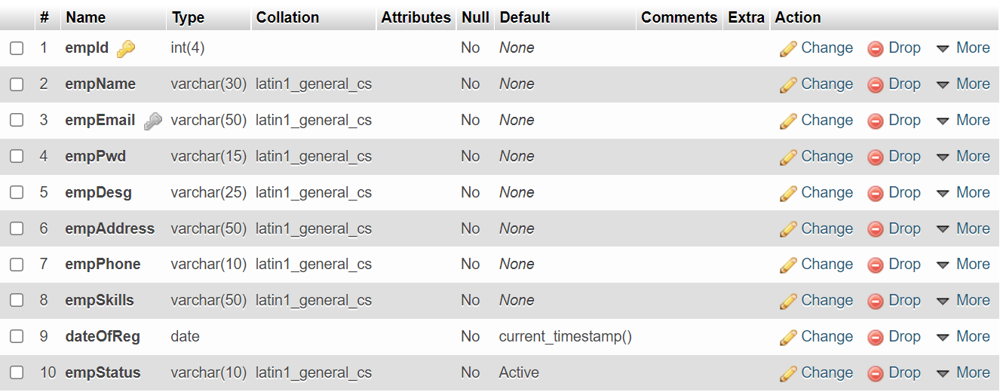 # Name Type Collation Attributes Null Default Comments Extra Action
1 empId int(4) No None Change Drop More
2 empName varchar(30) latin1_general_cs No None Change Drop More
3 empEmail varchar(50) latin1_general_cs No None Change Drop More
4 empPwd varchar(15) latin1_general_cs No None Change Drop More
5 empDesg varchar(25) latin1_general_cs No None Change Drop More
6 empAddress varchar(50) latin1_general_cs No None Change Drop More
7 empPhone varchar(10) latin1_general_cs No None Change Drop More
8 empSkills varchar(50) latin1_general_cs No None Change Drop More
9 dateOfReg date No current_timestamp() Change Drop More
10 empStatus varchar(10) latin1_general_cs No Active Change Drop More